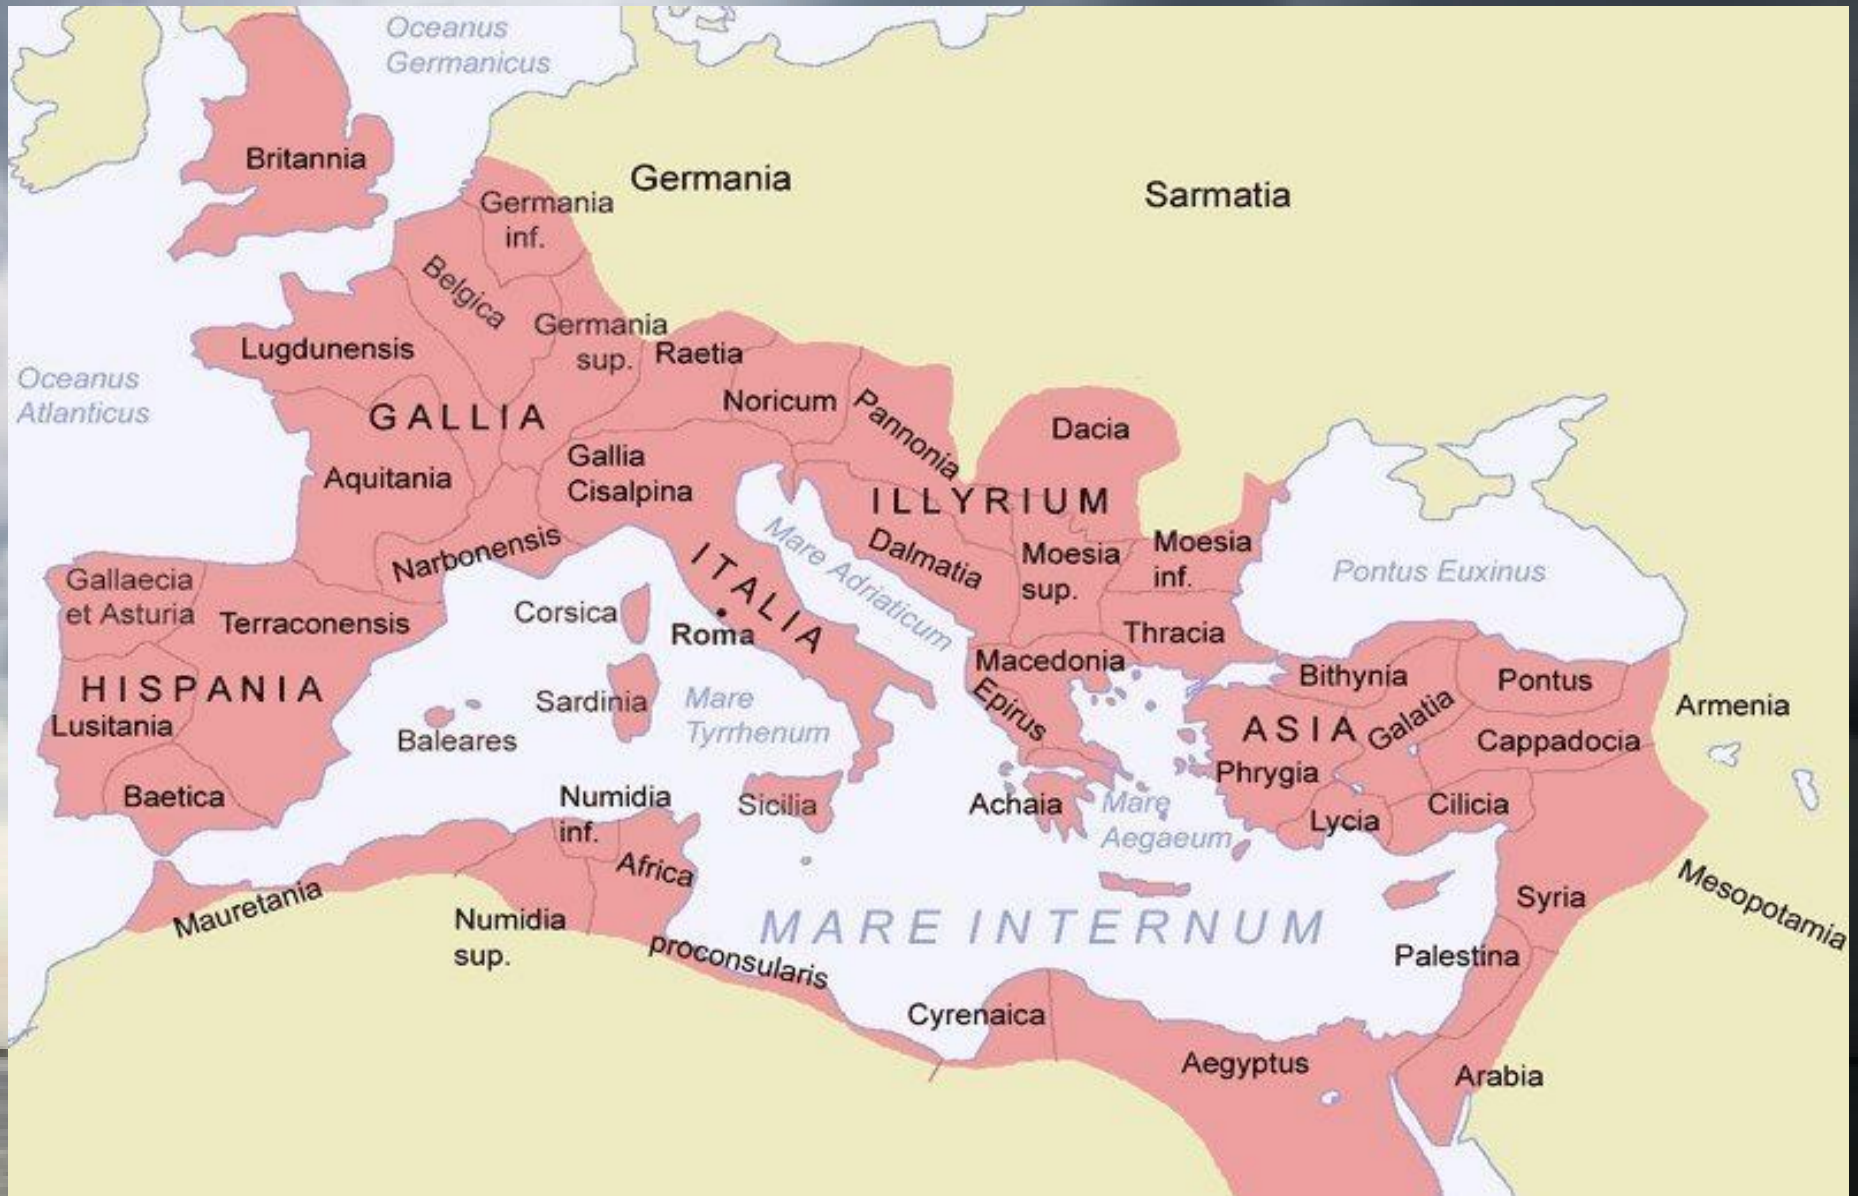 Oceanus
Germanicus
Britannia
Germania
Sarmatia
Germania
inf.
Belgica
Germania
sup.
Lugdunensis
Raetia
Oceanus
Atlanticus
Noricum
Pannonia
Dacia
GALLIA
Gallia
Cisalpina
Aquitania
ILLYRIUM
Narbonensis
ITALIA
Mare Adriaticum
Dalmatia
Moesia
sup.
Moesia
inf.
Pontus Euxinus
Gallaecia
et Asturia
Terraconensis
Corsica
Roma
Thracia
Macedonia
Bithynia
Pontus
HISPANIA
Lusitania
Sardinia
Mare
Tyrrhenum
Epirus
ASIA
Galatia
Armenia
Cappadocia
Baleares
Phrygia
Baetica
Numidia
inf.
Sicilia
Achaia
Mare
Aegaeum
Lycia
Cilicia
Africa
Mauretania
Numidia
sup.
proconsularis
MARE INTERNUM
Syria
Mesopotamia
Palestina
Cyrenaica
Aegyptus
Arabia